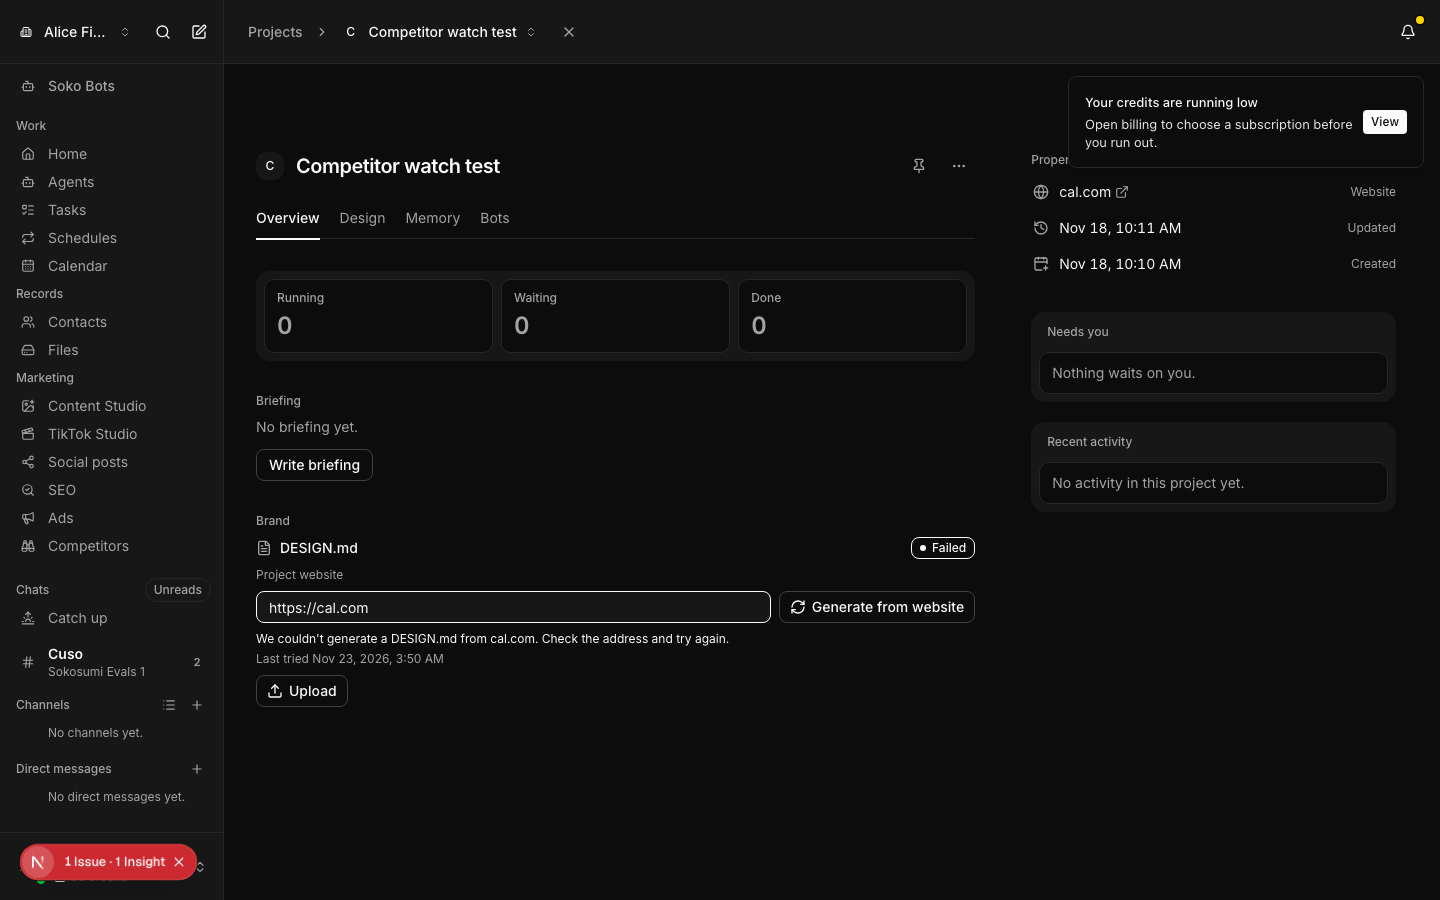 Alice Fi...
Projects
C
Competitor watch test
Soko Bots
Work
Home
Agents
Tasks
Schedules
Calendar
Records
Contacts
Files
Marketing
Content Studio
TikTok Studio
Social posts
SEO
Ads
Competitors
Chats
Unreads
Catch up
Cuso
2
Sokosumi Evals 1
Channels
No channels yet.
Direct messages
No direct messages yet.
N
1 Issue · 1 Insight
C
Competitor watch test
Overview
Design
Memory
Bots
Running
0
Waiting
0
Done
0
Briefing
No briefing yet.
Write briefing
Brand
DESIGN.md
Failed
Project website
https://cal.com
Generate from website
We couldn't generate a DESIGN.md from cal.com. Check the address and try again.
Last tried Nov 23, 2026, 3:50 AM
Upload
Your credits are running low
Open billing to choose a subscription before
you run out.
View
cal.com
Website
Nov 18, 10:11 AM
Updated
Nov 18, 10:10 AM
Created
Needs you
Nothing waits on you.
Recent activity
No activity in this project yet.